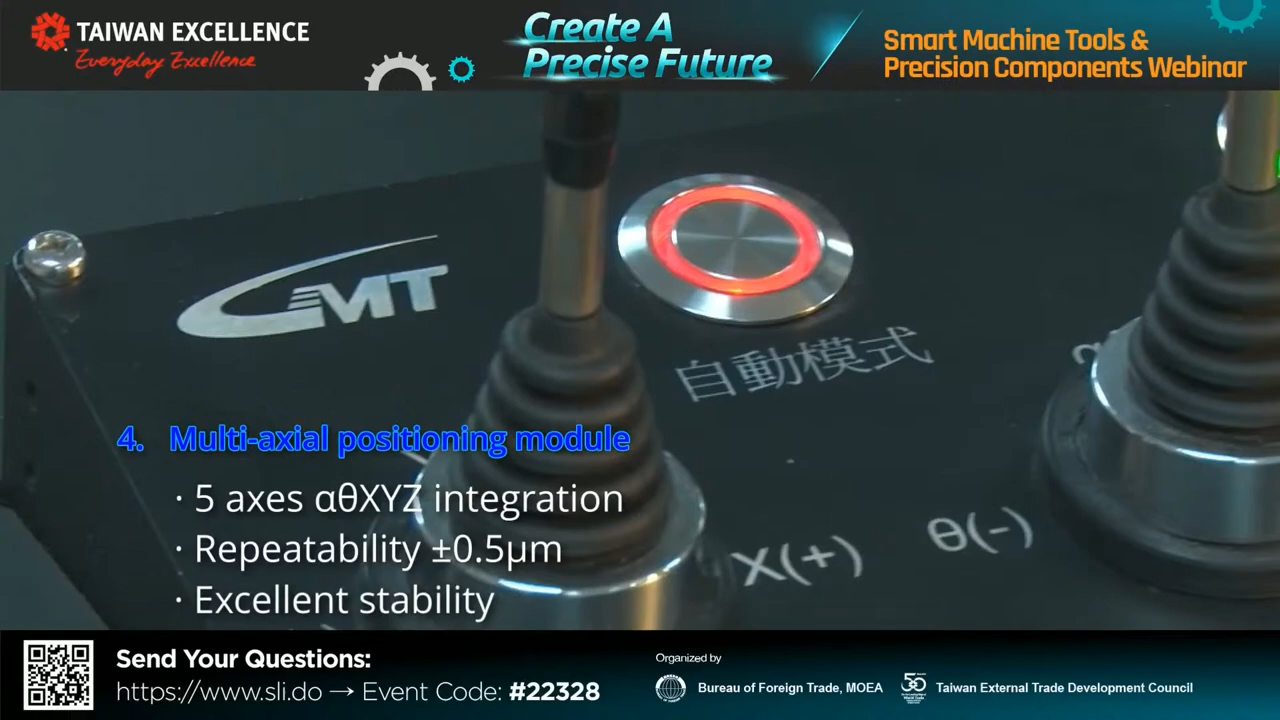 TAIWAN EXCELLENCE
Everyday Excellence
Create A
Precise Future
Smart Machine Tools &
Precision Components Webinar
GMT
自動模式
X(+)
θ(-)
4. Multi-axial positioning module
· 5 axes αθXYZ integration
· Repeatability ±0.5µm
· Excellent stability
Send Your Questions:
https://www.sli.do → Event Code: #22328
Organized by
Bureau of Foreign Trade, MOEA
50
Taiwan External Trade Development Council